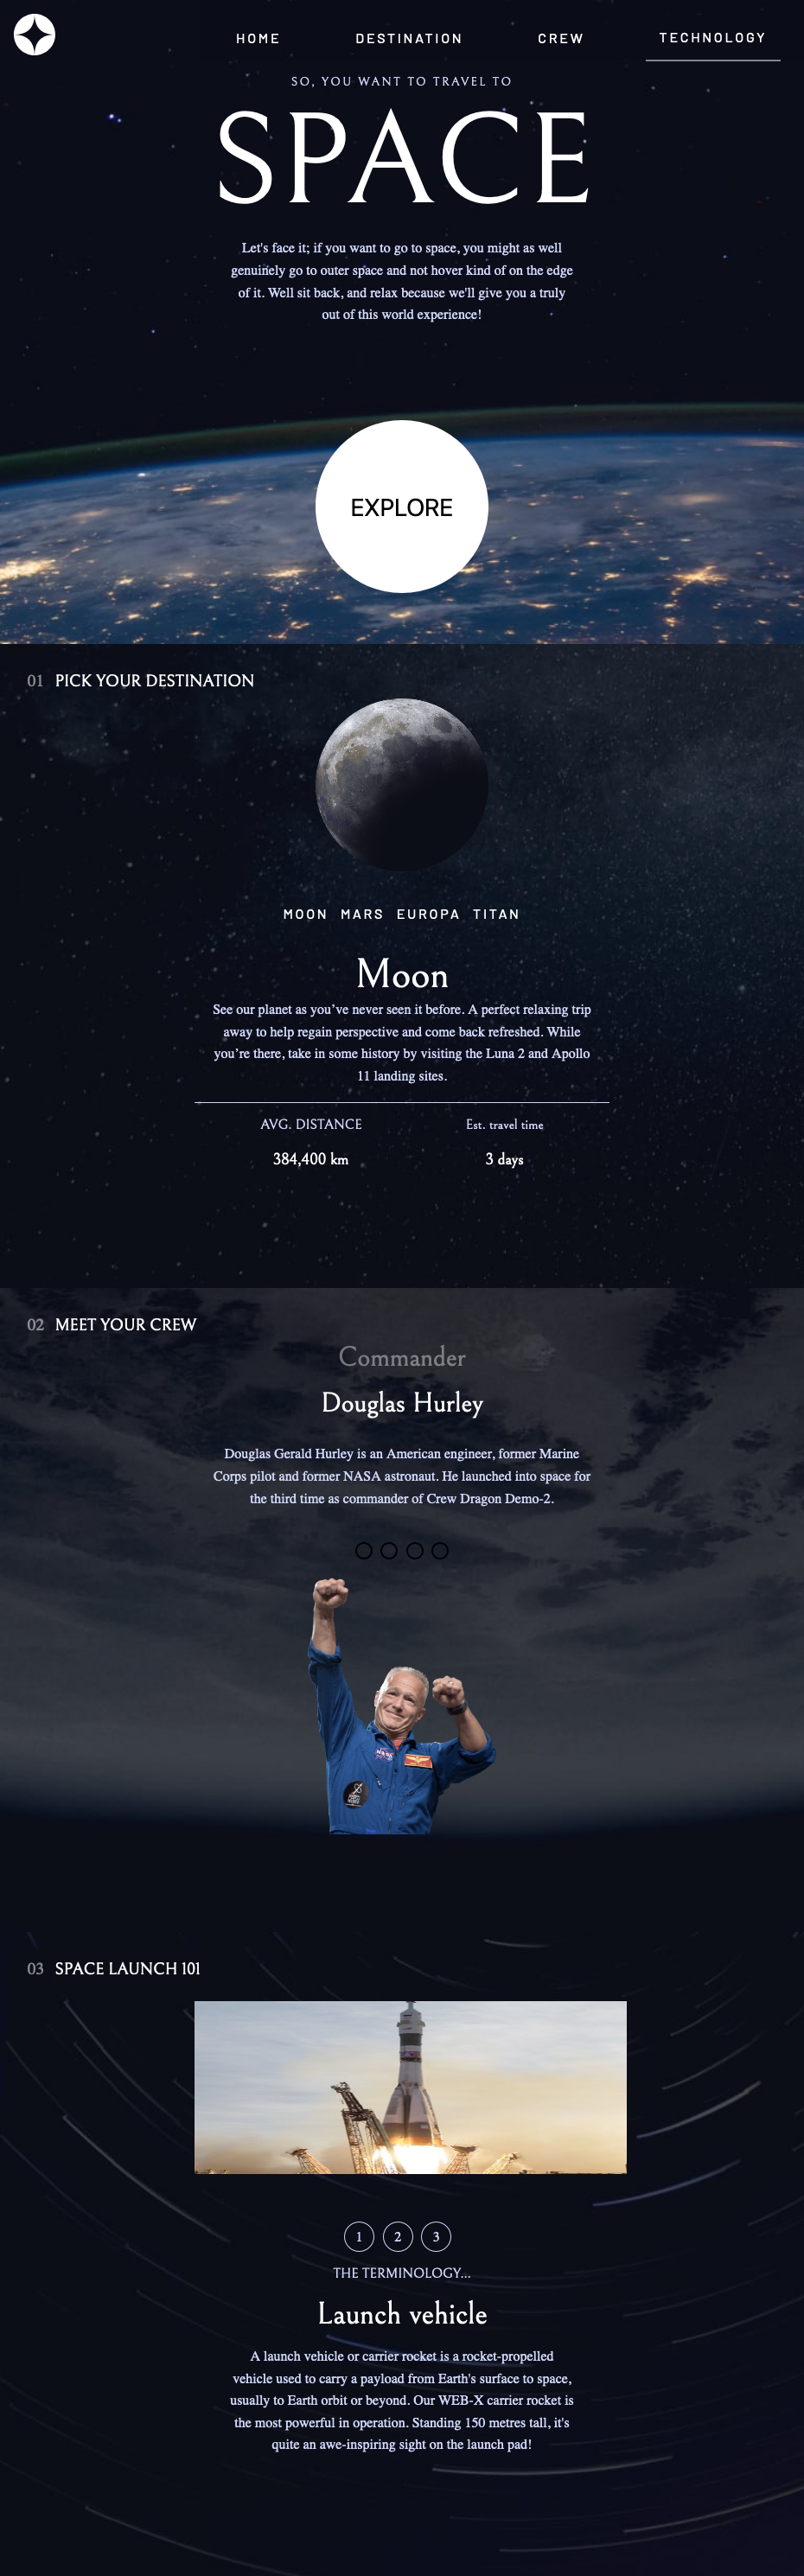 HOME DESTINATION CREW TECHNOLOGY
SO, YOU WANT TO TRAVEL TO
SPACE
Let's face it; if you want to go to space, you might as well
genuinely go to outer space and not hover kind of on the edge
of it. Well sit back, and relax because we'll give you a truly
out of this world experience!
EXPLORE
01 PICK YOUR DESTINATION
MOON MARS EUROPA TITAN
Moon
See our planet as you’ve never seen it before. A perfect relaxing trip
away to help regain perspective and come back refreshed. While
you’re there, take in some history by visiting the Luna 2 and Apollo
11 landing sites.
AVG. DISTANCE Est. travel time
384,400 km 3 days
02 MEET YOUR CREW
Commander
Douglas Hurley
Douglas Gerald Hurley is an American engineer, former Marine
Corps pilot and former NASA astronaut. He launched into space for
the third time as commander of Crew Dragon Demo-2.
NASA
03 SPACE LAUNCH 101
1 2 3
THE TERMINOLOGY...
Launch vehicle
A launch vehicle or carrier rocket is a rocket-propelled
vehicle used to carry a payload from Earth's surface to space,
usually to Earth orbit or beyond. Our WEB-X carrier rocket is
the most powerful in operation. Standing 150 metres tall, it's
quite an awe-inspiring sight on the launch pad!